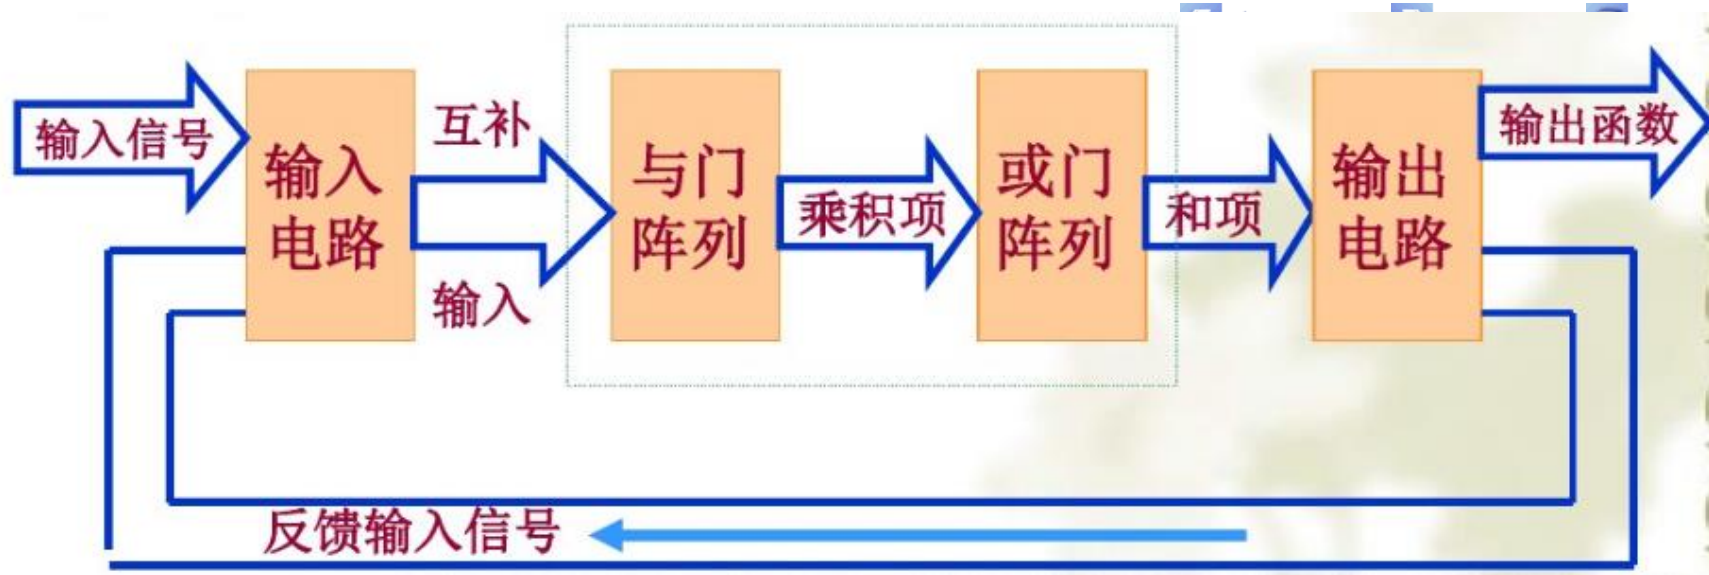 输入信号
输入
电路
互补
输入
与门
阵列
乘积项
或门
阵列
和项
输出
电路
输出函数
反馈输入信号